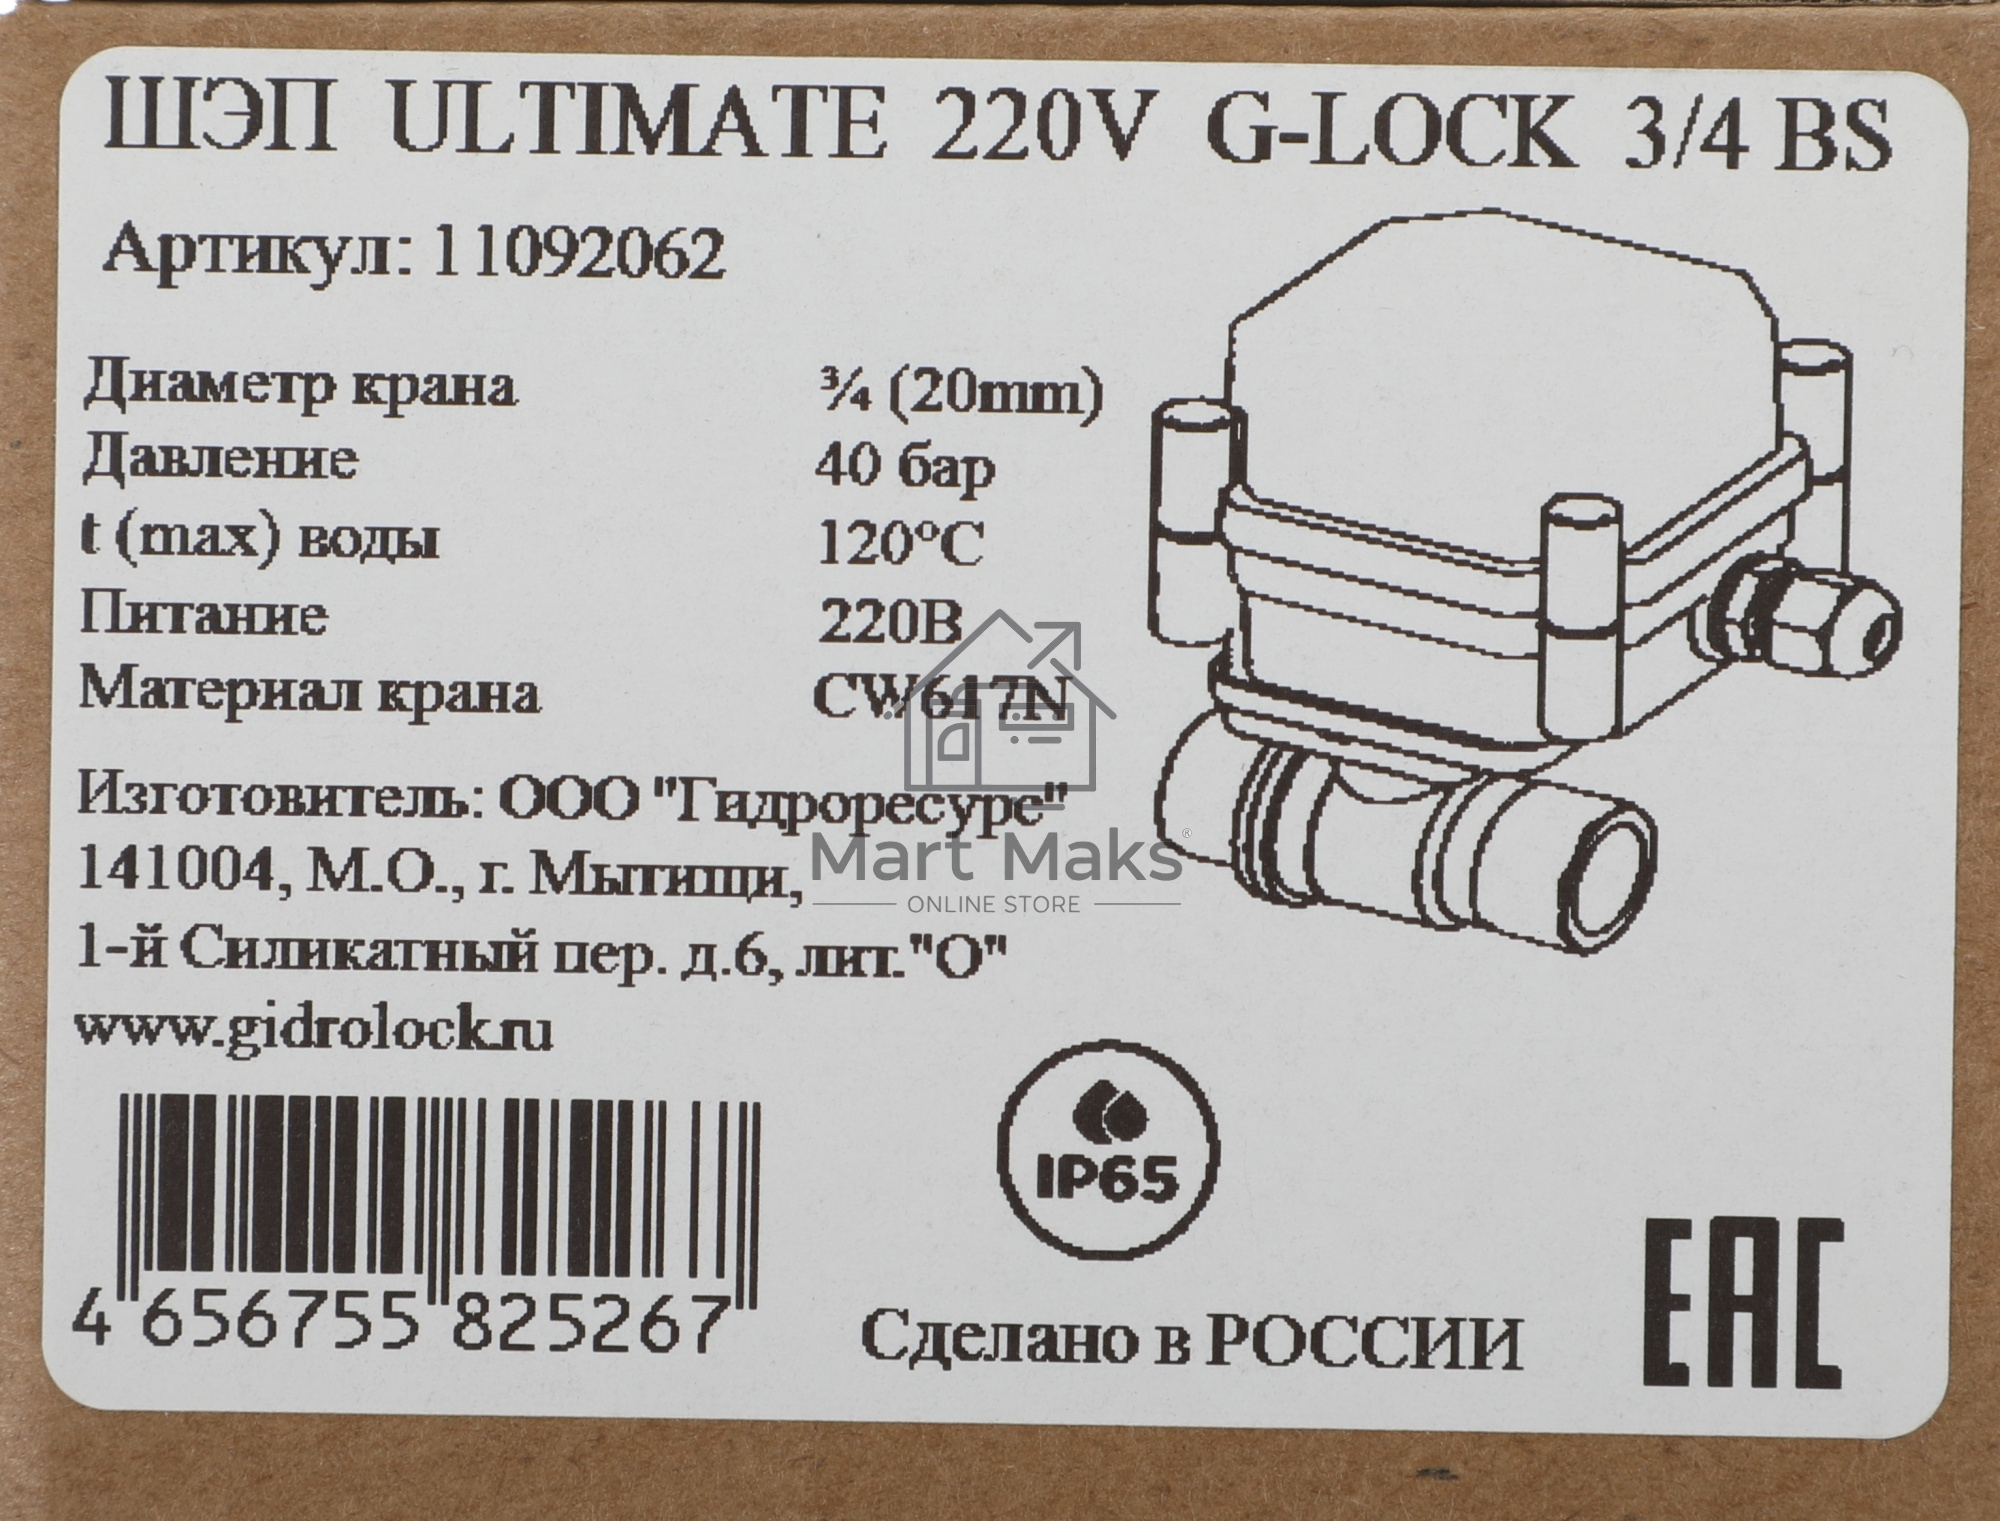 ШЭП ULTIMATE 220V G-LOCK 3/4 BS
Артикул: 11092062
Диаметр крана ¾ (20mm)
Давление 40 бар
t (max) воды 120°C
Питание 220В
Материал крана CW617N
Изготовитель: ООО "Гидроресурс"
141004, М.О., г. Мытищи,
1-й Силикатный пер. д.6, лит."О"
www.gidrolock.ru
Mart Maks®
ONLINE STORE
IP65
4 656755 825267
Сделано в РОССИИ
EAC